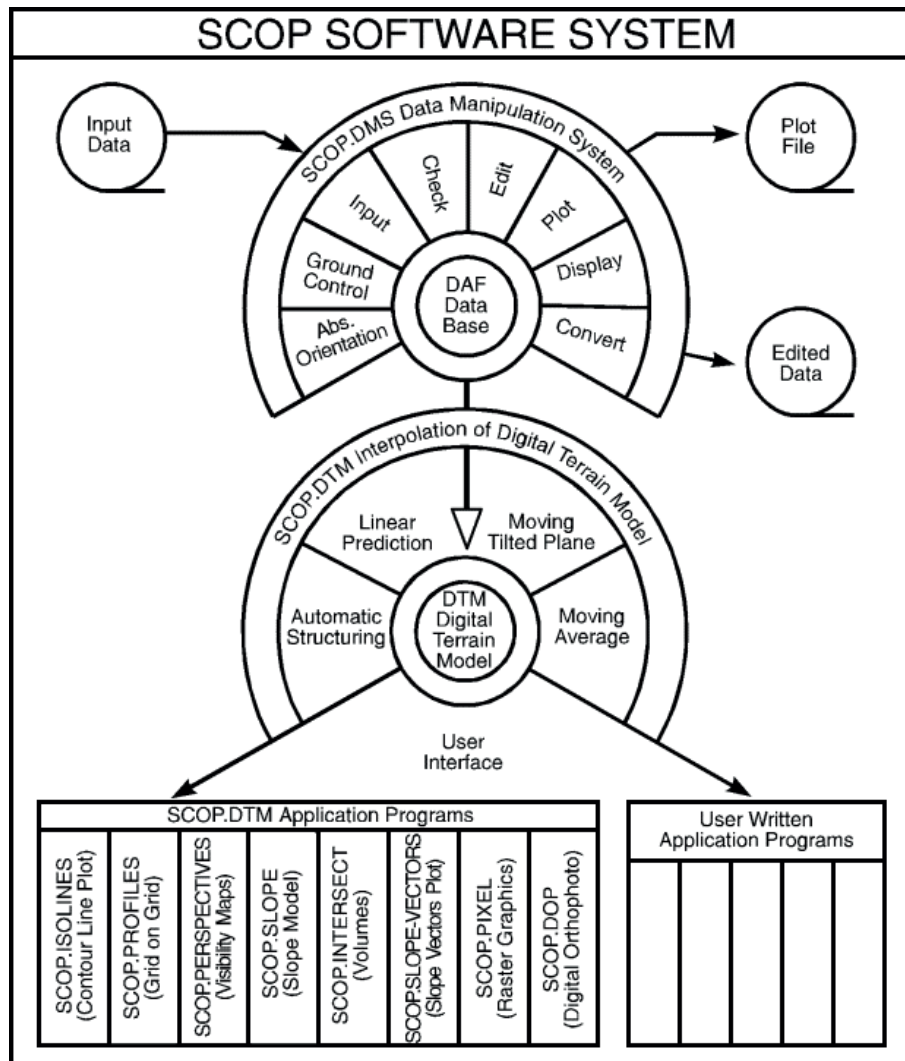 SCOP SOFTWARE SYSTEM
Input
Data
SCOP.DMS Data Manipulation System
Plot
File
Abs.
Orientation
Ground
Control
Input
Check
Edit
Plot
Display
Convert
DAF
Data
Base
Edited
Data
SCOP.DTM Interpolation of Digital Terrain Model
Automatic
Structuring
Linear
Prediction
Moving
Tilted Plane
Moving
Average
DTM
Digital
Terrain
Model
User
Interface
SCOP.DTM Application Programs
SCOP.ISOLINES
(Contour Line Plot)
SCOP.PROFILES
(Grid on Grid)
SCOP.PERSPECTIVES
(Visibility Maps)
SCOP.SLOPE
(Slope Model)
SCOP.INTERSECT
(Volumes)
SCOP.SLOPE-VECTORS
(Slope Vectors Plot)
SCOP.PIXEL
(Raster Graphics)
SCOP.DOP
(Digital Orthophoto)
User Written
Application Programs